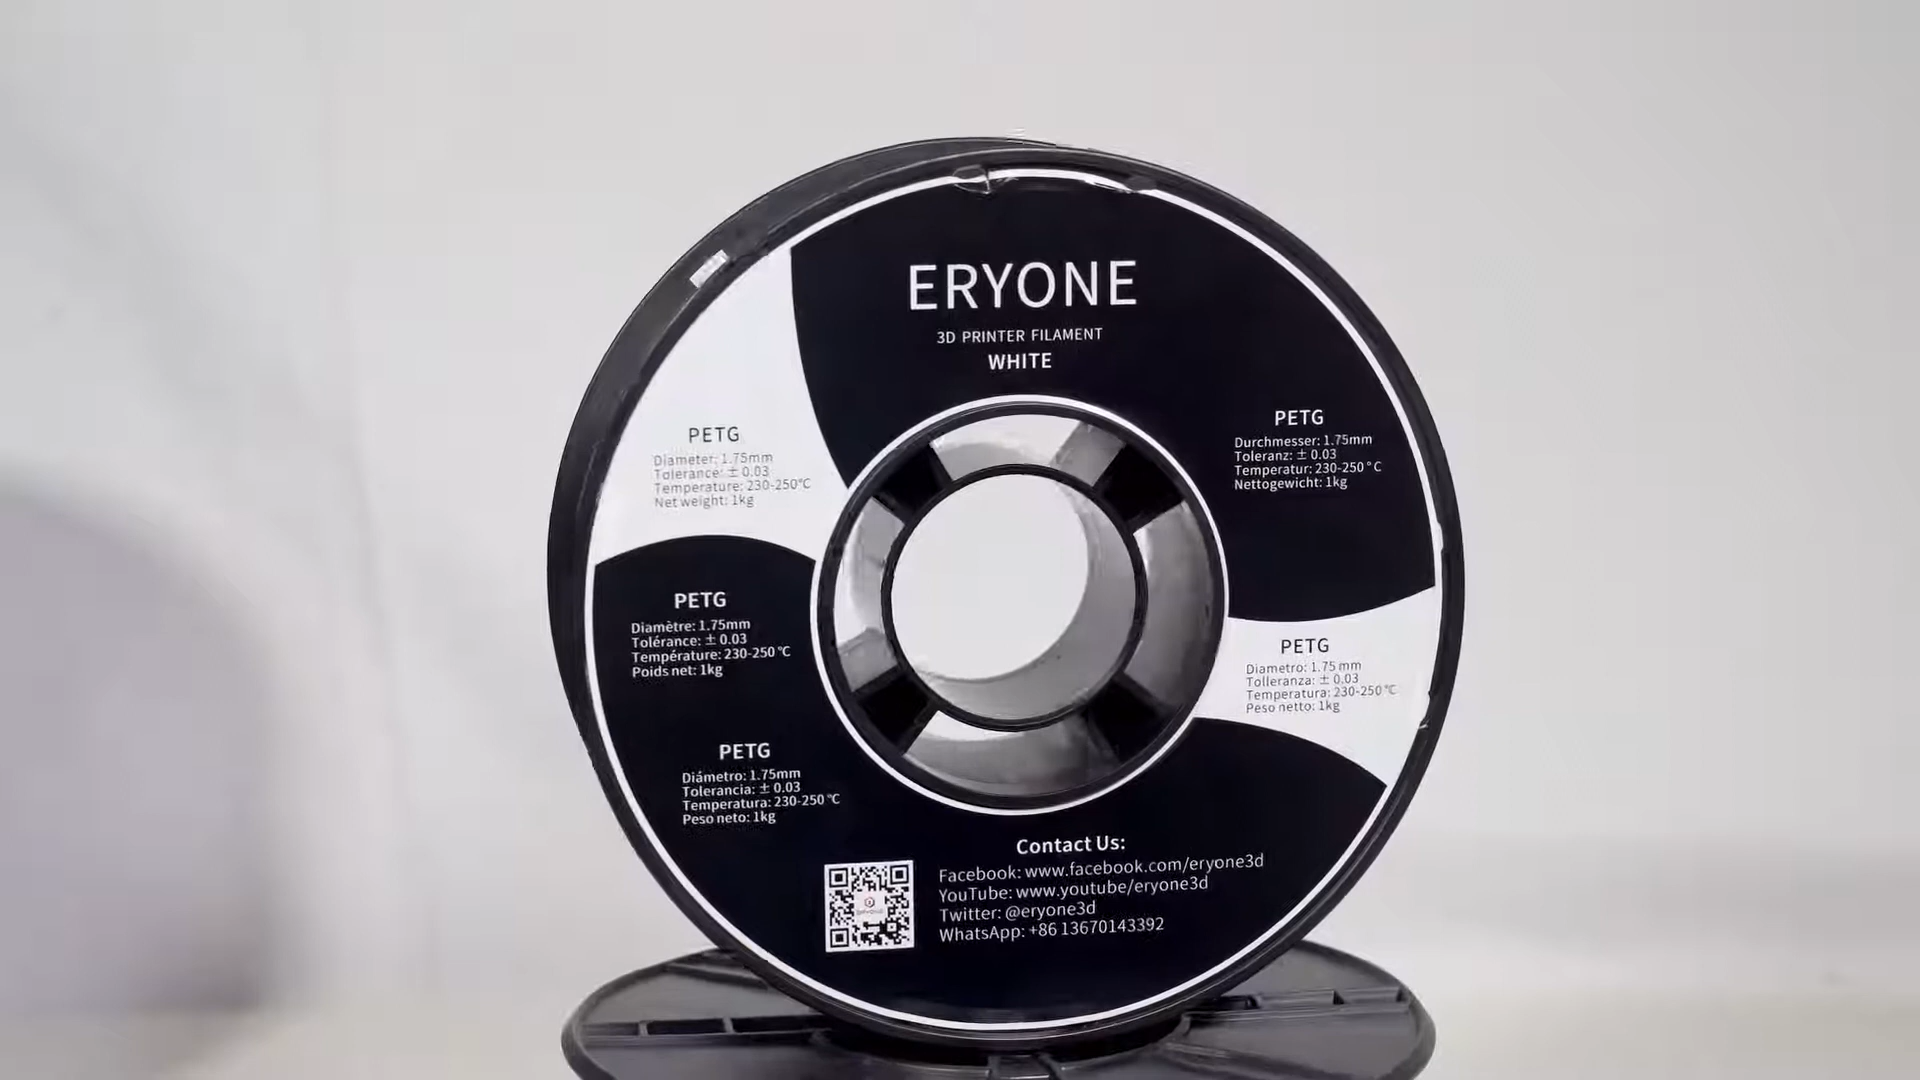 ERYONE
3D PRINTER FILAMENT
WHITE
PETG
Diameter: 1.75mm
Tolerance: ± 0.03
Temperature: 230-250℃
Net weight: 1kg
PETG
Durchmesser: 1.75mm
Toleranz: ± 0.03
Temperatur: 230-250°C
Nettogewicht: 1kg
PETG
Diamètre: 1.75mm
Tolérance: ± 0.03
Température: 230-250℃
Poids net: 1kg
PETG
Diametro: 1.75 mm
Tolleranza: ± 0.03
Temperatura: 230-250℃
Peso netto: 1kg
PETG
Diámetro: 1.75mm
Tolerancia: ± 0.03
Temperatura: 230-250℃
Peso neto: 1kg
Contact Us:
Facebook: www.facebook.com/eryone3d
YouTube: www.youtube/eryone3d
Twitter: @eryone3d
WhatsApp: +86 13670143392